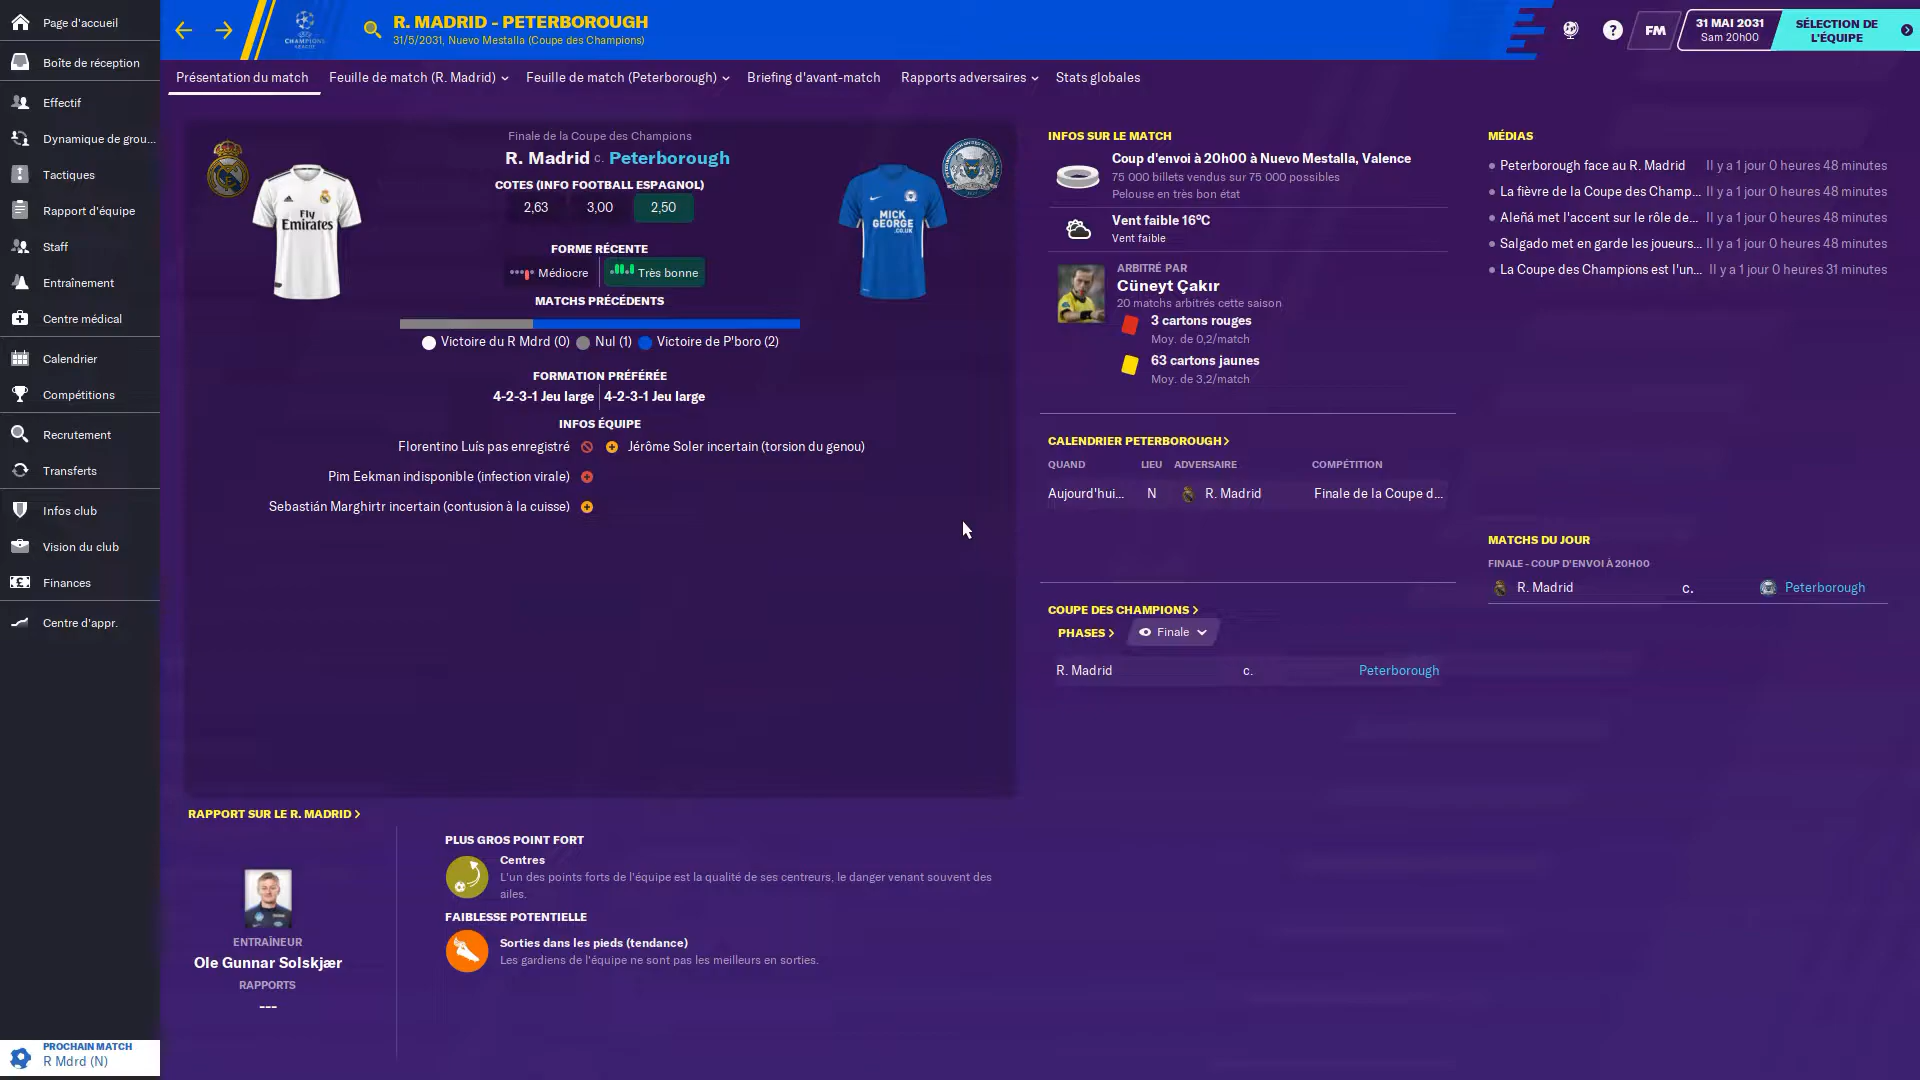 Page d'accueil
Boîte de réception
Effectif
Dynamique de grou...
Tactiques
Rapport d'équipe
Staff
Entraînement
Centre médical
Calendrier
Compétitions
Recrutement
Transferts
Infos club
Vision du club
Finances
Centre d'appr.
PROCHAIN MATCH
R Mdrd (N)
CHAMPIONS
LEAGUE
R. MADRID - PETERBOROUGH
31/5/2031, Nuevo Mestalla (Coupe des Champions)
?
FM
31 MAI 2031
Sam 20h00
SÉLECTION DE
L'ÉQUIPE
Présentation du match
Feuille de match (R. Madrid)
Feuille de match (Peterborough)
Briefing d'avant-match
Rapports adversaires
Stats globales
Finale de la Coupe des Champions
R. Madrid c. Peterborough
COTES (INFO FOOTBALL ESPAGNOL)
2,63 3,00 2,50
FORME RÉCENTE
Médiocre Très bonne
MATCHS PRÉCÉDENTS
Victoire du R Mdrd (0) Nul (1) Victoire de P'boro (2)
FORMATION PRÉFÉRÉE
4-2-3-1 Jeu large 4-2-3-1 Jeu large
INFOS ÉQUIPE
Florentino Luís pas enregistré
Jérôme Soler incertain (torsion du genou)
Pim Eekman indisponible (infection virale)
Sebastián Marghirtr incertain (contusion à la cuisse)
Fly
Emirates
MICK
GEORGE
.CO.UK
INFOS SUR LE MATCH
Coup d'envoi à 20h00 à Nuevo Mestalla, Valence
75 000 billets vendus sur 75 000 possibles
Pelouse en très bon état
Vent faible 16°C
Vent faible
ARBITRÉ PAR
Cüneyt Çakır
20 matchs arbitrés cette saison
3 cartons rouges
Moy. de 0,2/match
63 cartons jaunes
Moy. de 3,2/match
CALENDRIER PETERBOROUGH
QUAND LIEU ADVERSAIRE COMPÉTITION
Aujourd'hui... N R. Madrid Finale de la Coupe d...
COUPE DES CHAMPIONS
PHASES Finale
R. Madrid c. Peterborough
MÉDIAS
Peterborough face au R. Madrid Il y a 1 jour 0 heures 48 minutes
La fièvre de la Coupe des Champ... Il y a 1 jour 0 heures 48 minutes
Aleñá met l'accent sur le rôle de... Il y a 1 jour 0 heures 48 minutes
Salgado met en garde les joueurs... Il y a 1 jour 0 heures 48 minutes
La Coupe des Champions est l'un... Il y a 1 jour 0 heures 31 minutes
MATCHS DU JOUR
FINALE - COUP D'ENVOI À 20H00
R. Madrid c. Peterborough
RAPPORT SUR LE R. MADRID
ENTRAÎNEUR
Ole Gunnar Solskjær
RAPPORTS
---
PLUS GROS POINT FORT
Centres
L'un des points forts de l'équipe est la qualité de ses centreurs, le danger venant souvent des
ailes.
FAIBLESSE POTENTIELLE
Sorties dans les pieds (tendance)
Les gardiens de l'équipe ne sont pas les meilleurs en sorties.